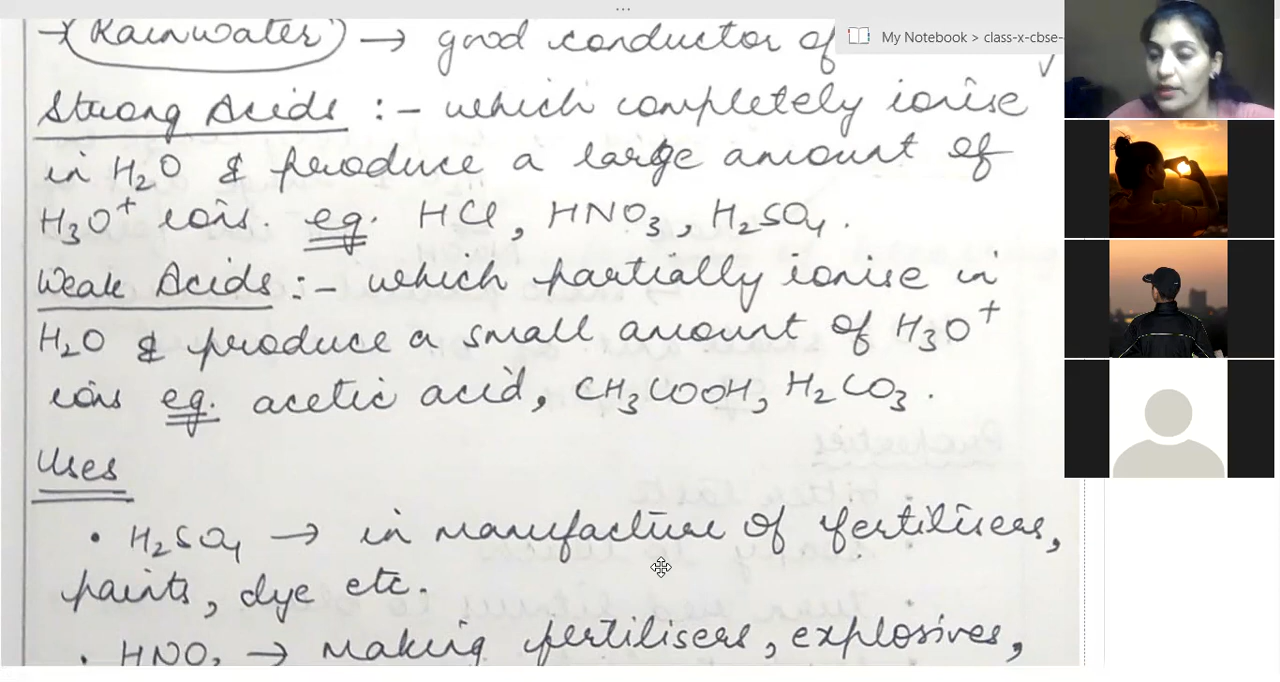 → Rainwater → good conductor of
My Notebook > class-x-cbse-
Strong Acids :- which completely ionise
in H2O & produce a large amount of
H3O+ ions. eg. HCl, HNO3, H2SO4.
Weak Acids :- which partially ionise in
H2O & produce a small amount of H3O+
ions eg. acetic acid, CH3COOH, H2CO3.
Uses
• H2SO4 → in manufacture of fertilisers,
paints, dye etc.
• HNO3 → making fertilisers, explosives,